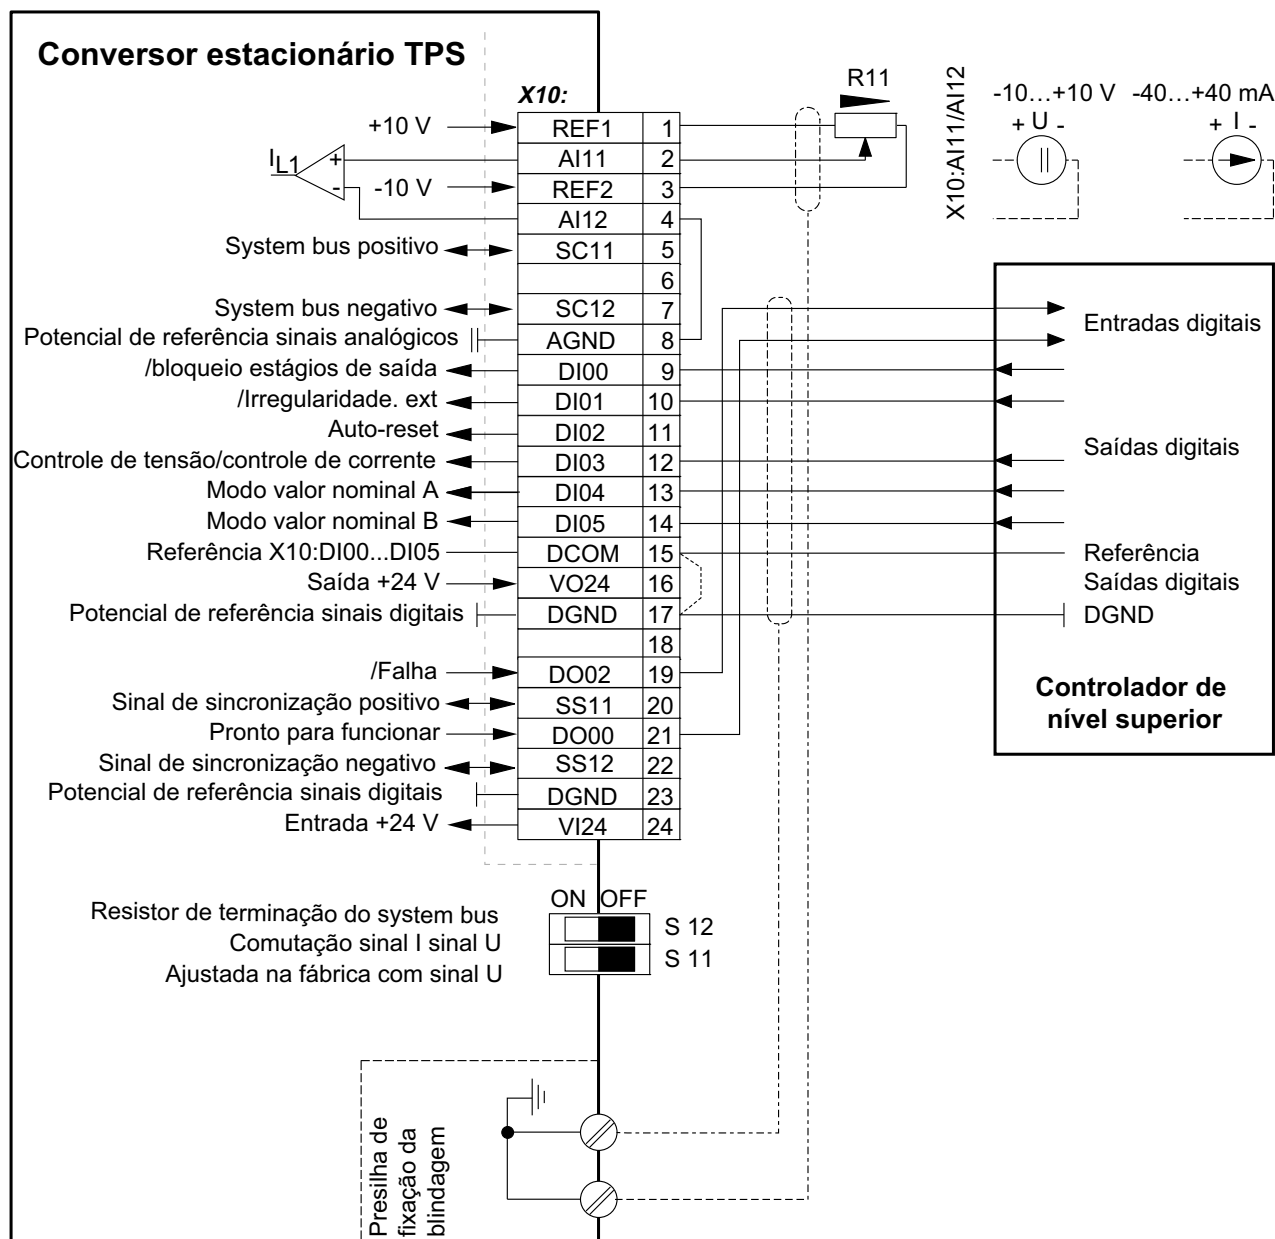 Conversor estacionário TPS
X10:
R11
X10:AI11/AI12
-10…+10 V
-40…+40 mA
+ U -
+ I -
+10 V REF1 1
IL1 + AI11 2
-10 V REF2 3
- AI12 4
System bus positivo SC11 5
6
System bus negativo SC12 7
Potencial de referência sinais analógicos AGND 8
/bloqueio estágios de saída DI00 9
/Irregularidade. ext DI01 10
Auto-reset DI02 11
Controle de tensão/controle de corrente DI03 12
Modo valor nominal A DI04 13
Modo valor nominal B DI05 14
Referência X10:DI00...DI05 DCOM 15
Saída +24 V VO24 16
Potencial de referência sinais digitais DGND 17
18
/Falha DO02 19
Sinal de sincronização positivo SS11 20
Pronto para funcionar DO00 21
Sinal de sincronização negativo SS12 22
Potencial de referência sinais digitais DGND 23
Entrada +24 V VI24 24
Entradas digitais
Saídas digitais
Referência
Saídas digitais
DGND
Controlador de
nível superior
ON OFF
Resistor de terminação do system bus S 12
Comutação sinal I sinal U S 11
Ajustada na fábrica com sinal U
Presilha de
fixação da
blindagem